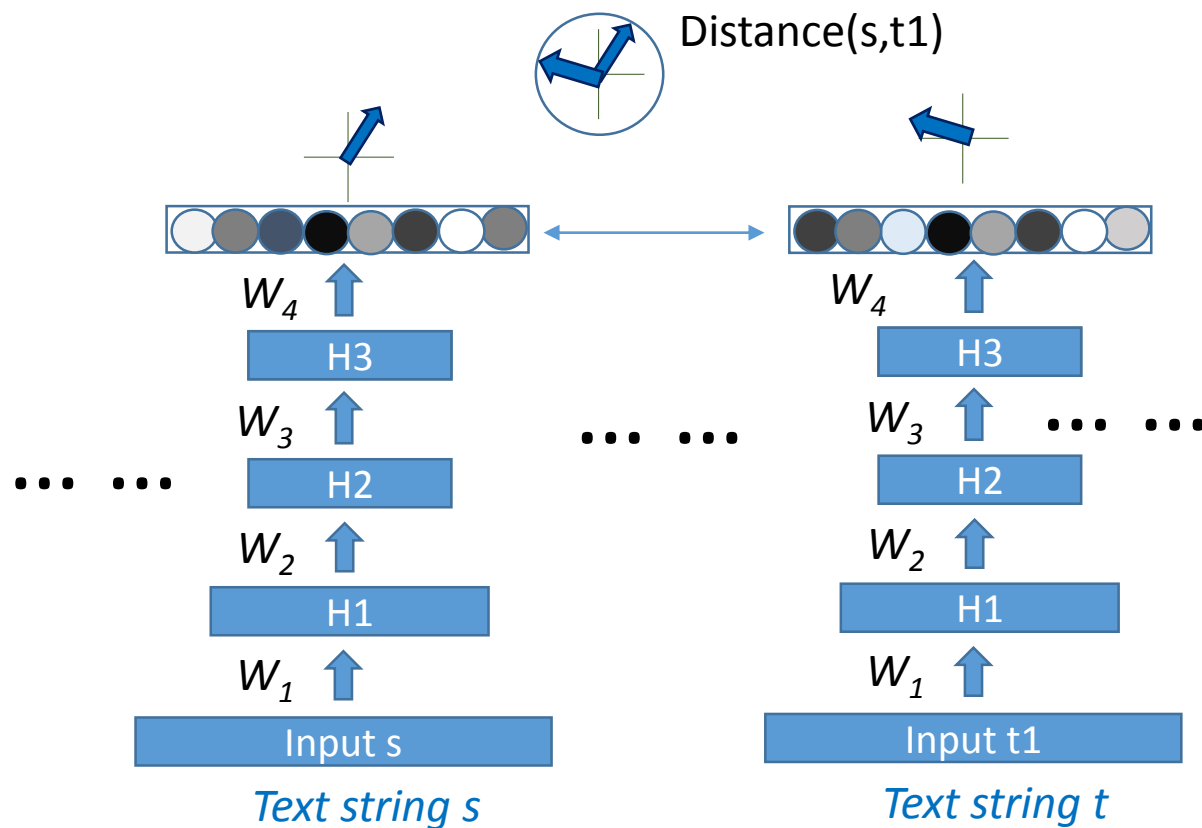 Distance(s,t1)
W4
W4
H3
H3
W3
... ...
W3
... ...
... ...
H2
H2
W2
W2
H1
H1
W1
W1
Input s
Input t1
Text string s
Text string t